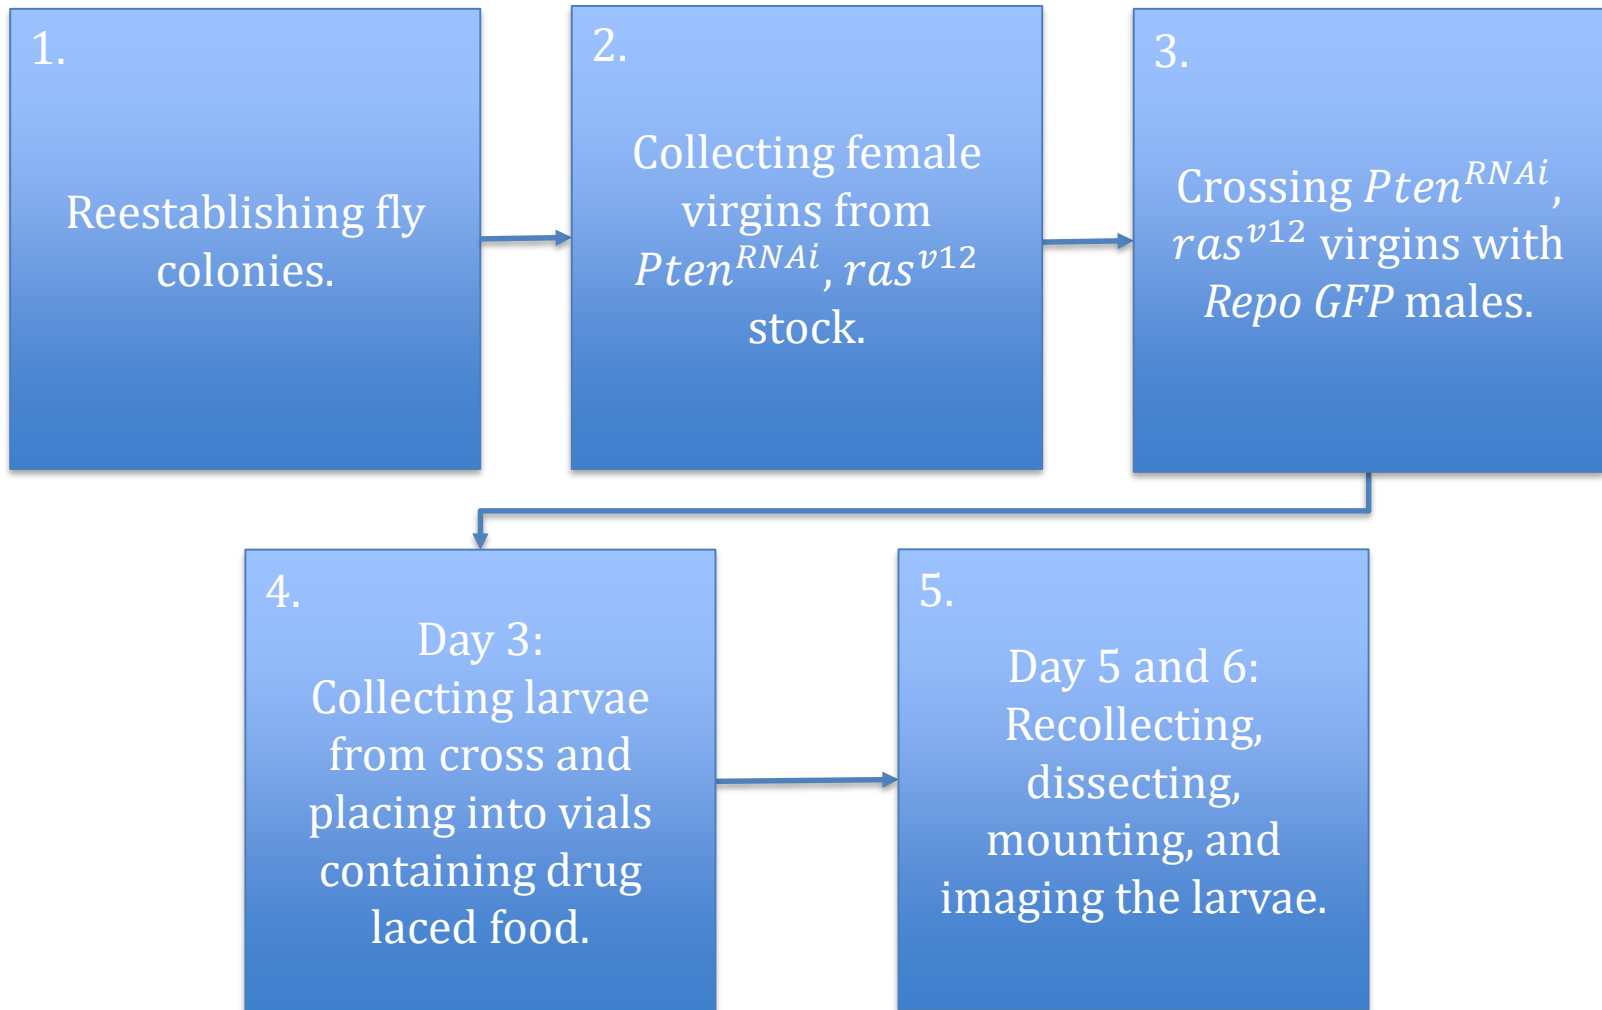 1.
Reestablishing fly
colonies.
2.
Collecting female
virgins from
Pten^RNAi, ras^v12
stock.
3.
Crossing Pten^RNAi,
ras^v12 virgins with
Repo GFP males.
4.
Day 3:
Collecting larvae
from cross and
placing into vials
containing drug
laced food.
5.
Day 5 and 6:
Recollecting,
dissecting,
mounting, and
imaging the larvae.